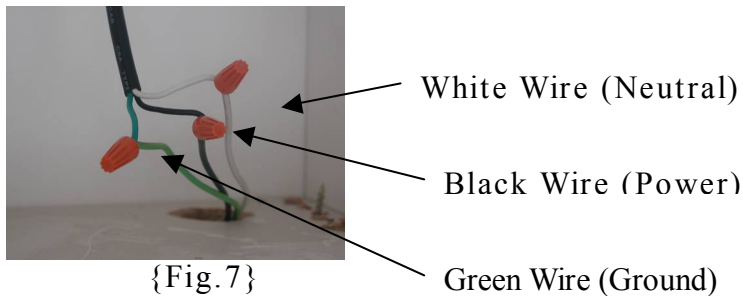 White Wire (Neutral)
Black Wire (Power)
Green Wire (Ground)
{Fig.7}